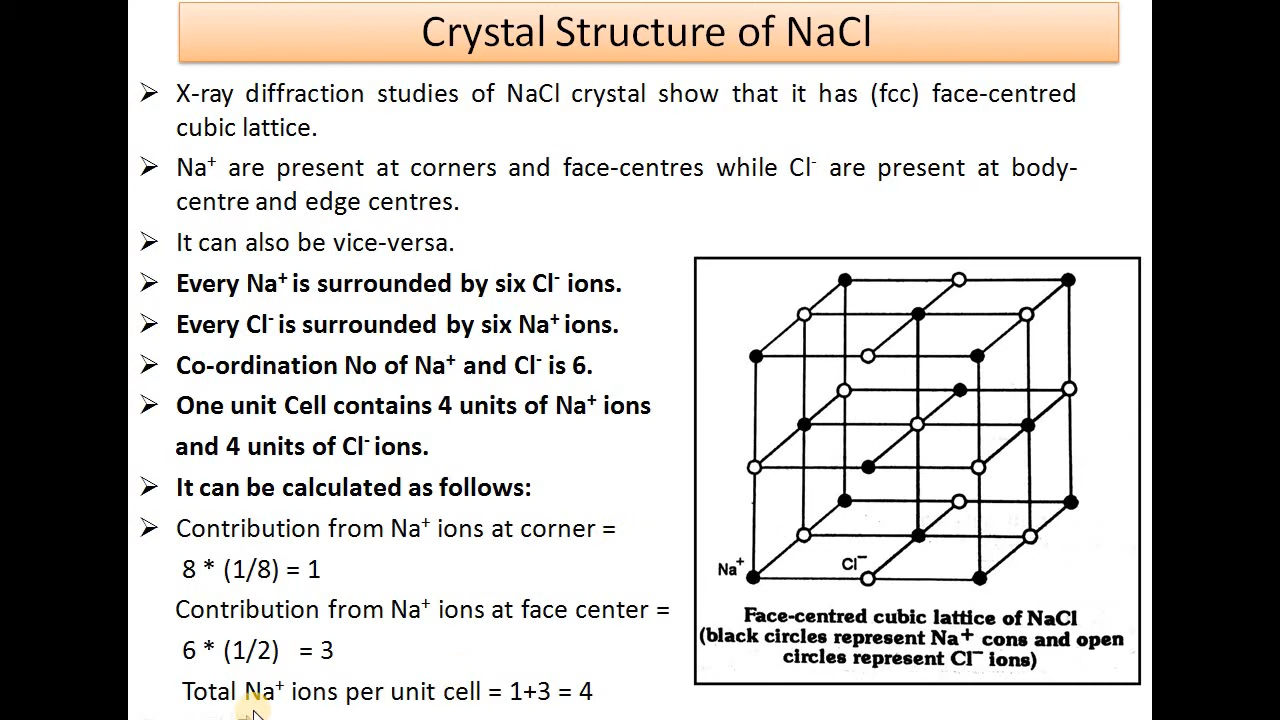 Crystal Structure of NaCl
➢ X-ray diffraction studies of NaCl crystal show that it has (fcc) face-centred
cubic lattice.
➢ Na⁺ are present at corners and face-centres while Cl⁻ are present at body-
centre and edge centres.
➢ It can also be vice-versa.
➢ Every Na⁺ is surrounded by six Cl⁻ ions.
➢ Every Cl⁻ is surrounded by six Na⁺ ions.
➢ Co-ordination No of Na⁺ and Cl⁻ is 6.
➢ One unit Cell contains 4 units of Na⁺ ions
and 4 units of Cl⁻ ions.
➢ It can be calculated as follows:
➢ Contribution from Na⁺ ions at corner =
8 * (1/8) = 1
Contribution from Na⁺ ions at face center =
6 * (1/2) = 3
Total Na⁺ ions per unit cell = 1+3 = 4
Na⁺
Cl⁻
Face-centred cubic lattice of NaCl
(black circles represent Na⁺ cons and open
circles represent Cl⁻ ions)